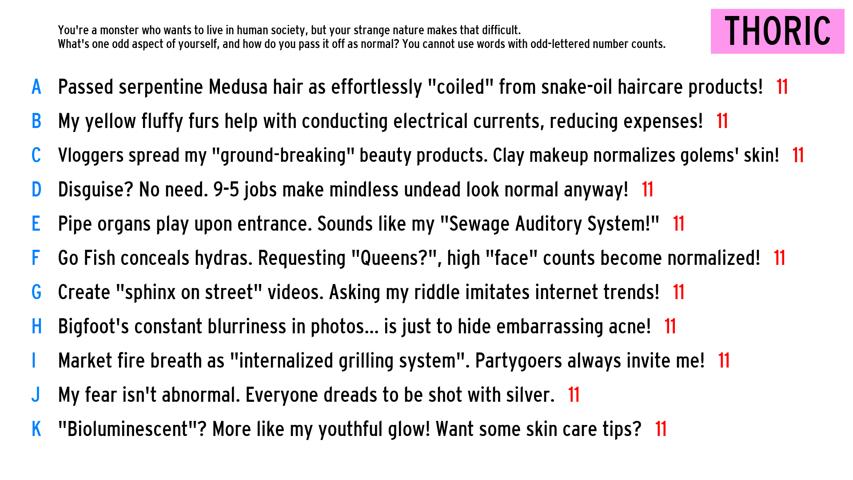 You're a monster who wants to live in human society, but your strange nature makes that difficult.
What's one odd aspect of yourself, and how do you pass it off as normal? You cannot use words with odd-lettered number counts.
THORIC
A Passed serpentine Medusa hair as effortlessly "coiled" from snake-oil haircare products! 11
B My yellow fluffy furs help with conducting electrical currents, reducing expenses! 11
C Vloggers spread my "ground-breaking" beauty products. Clay makeup normalizes golems' skin! 11
D Disguise? No need. 9-5 jobs make mindless undead look normal anyway! 11
E Pipe organs play upon entrance. Sounds like my "Sewage Auditory System!" 11
F Go Fish conceals hydras. Requesting "Queens?", high "face" counts become normalized! 11
G Create "sphinx on street" videos. Asking my riddle imitates internet trends! 11
H Bigfoot's constant blurriness in photos... is just to hide embarrassing acne! 11
I Market fire breath as "internalized grilling system". Partygoers always invite me! 11
J My fear isn't abnormal. Everyone dreads to be shot with silver. 11
K "Bioluminescent"? More like my youthful glow! Want some skin care tips? 11